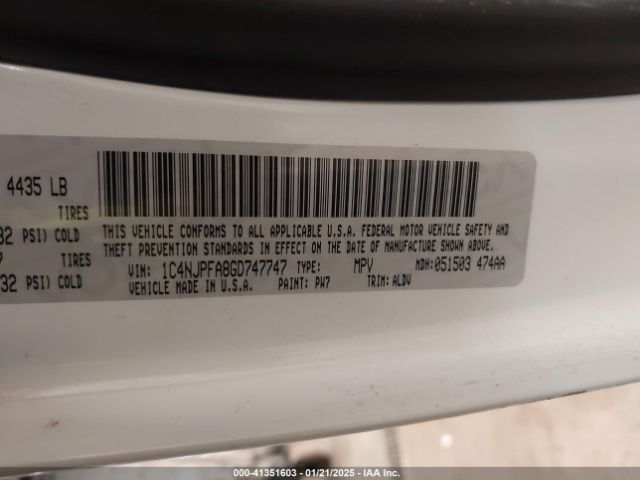 4435 LB
TIRES
32 PSI) COLD
TIRES
32 PSI) COLD
THIS VEHICLE CONFORMS TO ALL APPLICABLE U.S.A. FEDERAL MOTOR VEHICLE SAFETY AND
THEFT PREVENTION STANDARDS IN EFFECT ON THE DATE OF MANUFACTURE SHOWN ABOVE.
VIN: 1C4NJPFA8GD747747 TYPE: MPV MDH:051503 474AA
VEHICLE MADE IN U.S.A. PAINT: PW7 TRIM: ALDV
000-41351603 - 01/21/2025 - IAA Inc.